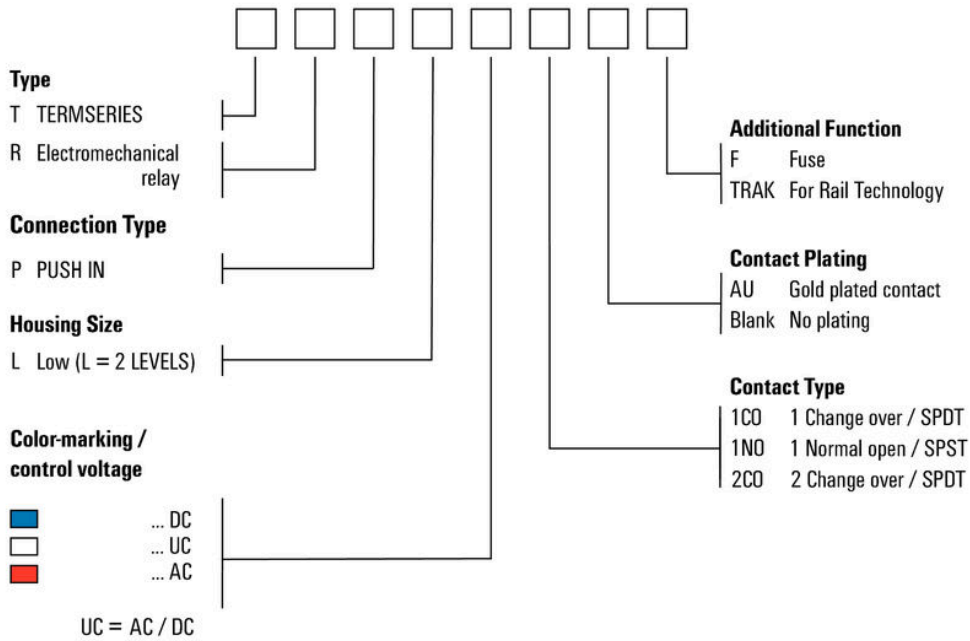 Type
T TERMSERIES
R Electromechanical
relay
Connection Type
P PUSH IN
Housing Size
L Low (L = 2 LEVELS)
Color-marking /
control voltage
... DC
... UC
... AC
UC = AC / DC
Additional Function
F Fuse
TRAK For Rail Technology
Contact Plating
AU Gold plated contact
Blank No plating
Contact Type
1CO 1 Change over / SPDT
1NO 1 Normal open / SPST
2CO 2 Change over / SPDT